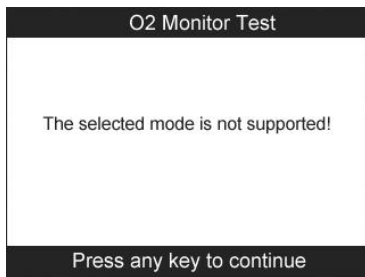 O2 Monitor Test
The selected mode is not supported!
Press any key to continue